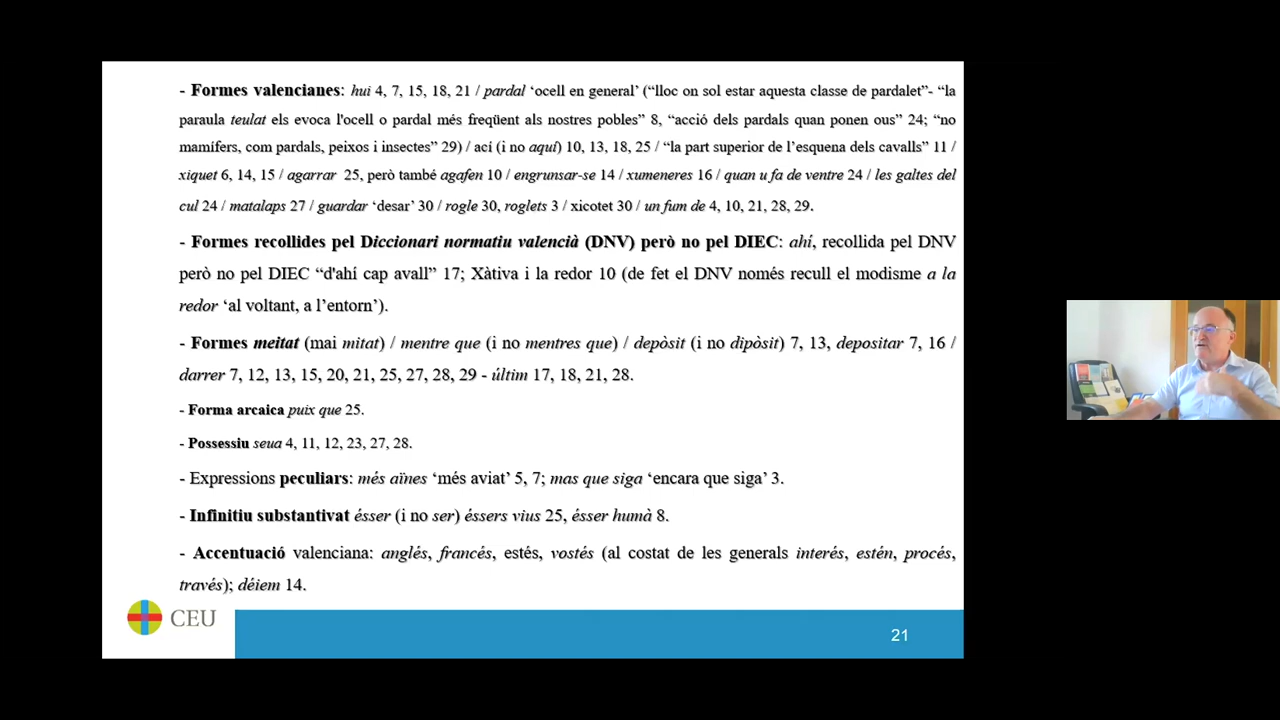 - Formes valencianes: hui 4, 7, 15, 18, 21 / pardal ‘ocell en general’ (“lloc on sol estar aquesta classe de pardalet”- “la
paraula teulat els evoca l'ocell o pardal més freqüent als nostres pobles” 8, “acció dels pardals quan ponen ous” 24; “no
mamífers, com pardals, peixos i insectes” 29) / ací (i no aquí) 10, 13, 18, 25 / “la part superior de l’esquena dels cavalls” 11 /
xiquet 6, 14, 15 / agarrar 25, però també agafen 10 / engrunsar-se 14 / xumeneres 16 / quan u fa de ventre 24 / les galtes del
cul 24 / matalaps 27 / guardar ‘desar’ 30 / rogle 30, roglets 3 / xicotet 30 / un fum de 4, 10, 21, 28, 29.
- Formes recollides pel Diccionari normatiu valencià (DNV) però no pel DIEC: ahí, recollida pel DNV
però no pel DIEC “d'ahí cap avall” 17; Xàtiva i la redor 10 (de fet el DNV només recull el modisme a la
redor ‘al voltant, a l’entorn’).
- Formes meitat (mai mitat) / mentre que (i no mentres que) / depòsit (i no dipòsit) 7, 13, depositar 7, 16 /
darrer 7, 12, 13, 15, 20, 21, 25, 27, 28, 29 - últim 17, 18, 21, 28.
- Forma arcaica puix que 25.
- Possessiu seua 4, 11, 12, 23, 27, 28.
- Expressions peculiars: més aïnes ‘més aviat’ 5, 7; mas que siga ‘encara que siga’ 3.
- Infinitiu substantivat ésser (i no ser) éssers vius 25, ésser humà 8.
- Accentuació valenciana: anglés, francés, estés, vostés (al costat de les generals interés, estén, procés,
través); déiem 14.
CEU
21